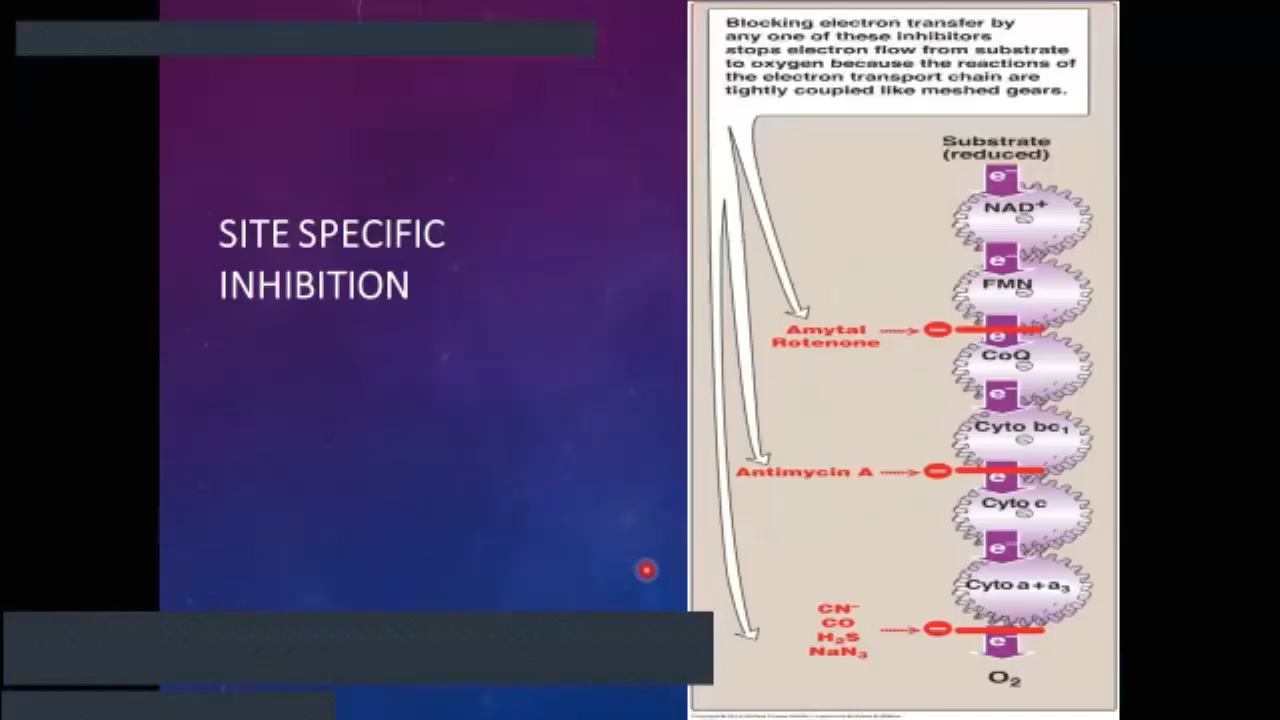 SITE SPECIFIC
INHIBITION
Blocking electron transfer by
any one of these inhibitors
stops electron flow from substrate
to oxygen because the reactions of
the electron transport chain are
tightly coupled like meshed gears.
Substrate
(reduced)
e⁻
NAD⁺
e⁻
FMN
Amytal
Rotenone
e⁻
CoQ
e⁻
Cyto bc₁
Antimycin A
e⁻
Cyto c
e⁻
Cyto a + a₃
CN⁻
CO
H₂S
NaN₃
e⁻
O₂